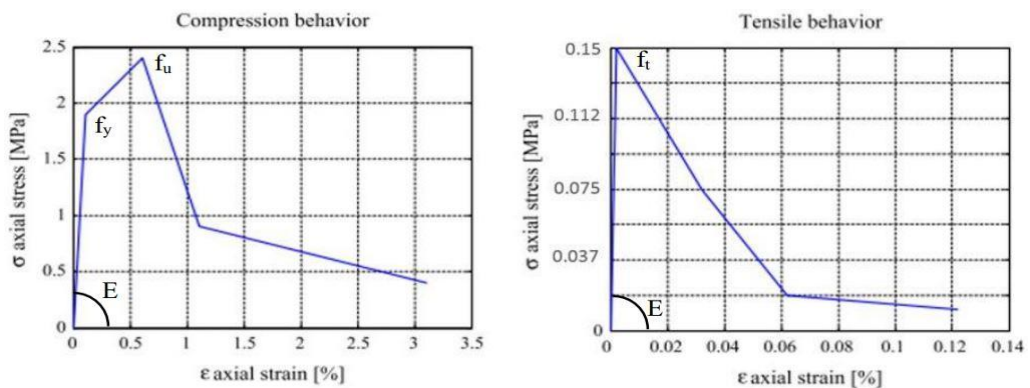 Compression behavior
2.5
2
1.5
1
0.5
0
f_u
f_y
E
0 0.5 1 1.5 2 2.5 3 3.5
σ axial stress [MPa]
ε axial strain [%]
Tensile behavior
0.15
0.112
0.075
0.037
0
f_t
E
0 0.02 0.04 0.06 0.08 0.10 0.12 0.14
σ axial stress [MPa]
ε axial strain [%]